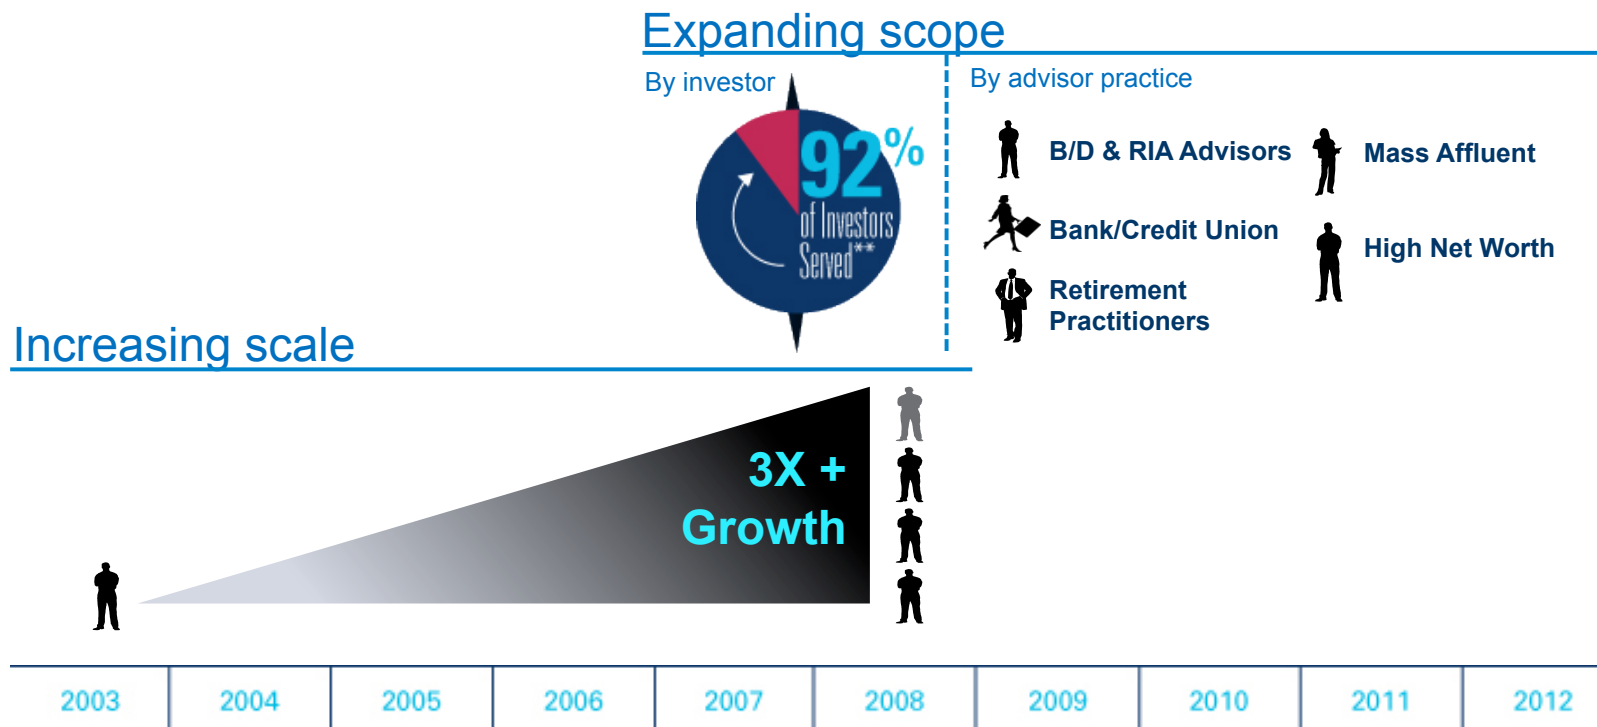 Expanding scope
By investor
92%
of Investors
Served**
By advisor practice
B/D & RIA Advisors
Bank/Credit Union
Retirement
Practitioners
Mass Affluent
High Net Worth
Increasing scale
3X +
Growth
2003 2004 2005 2006 2007 2008 2009 2010 2011 2012